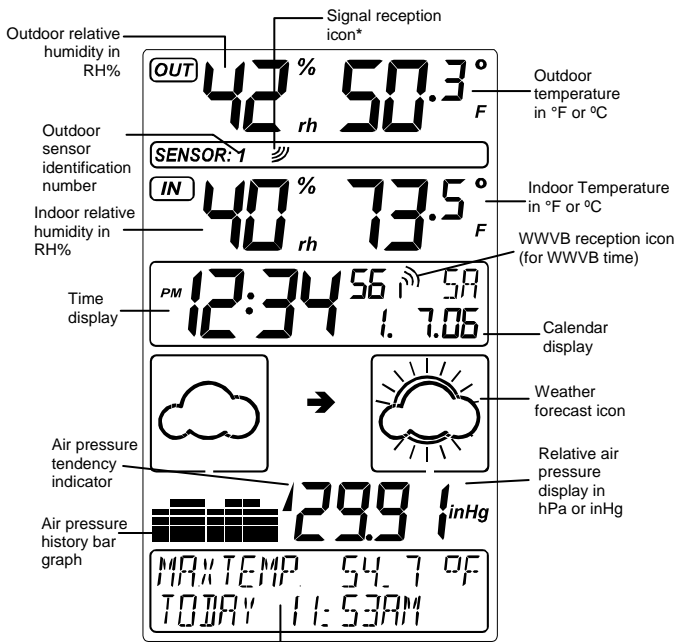 Signal reception
icon*
Outdoor relative
humidity in
RH%
OUT 42 % rh 50.3 º F
Outdoor
temperature
in °F or ºC
Outdoor
sensor
identification
number
SENSOR: 1
IN 40 % rh 73.5 º F
Indoor Temperature
in °F or ºC
Indoor relative
humidity in
RH%
WWVB reception icon
(for WWVB time)
Time
display
PM 12:34 56 SA
1. 7.06
Calendar
display
Weather
forecast icon
Air pressure
tendency
indicator
Relative air
pressure
display in
hPa or inHg
29.91 inHg
Air pressure
history bar
graph
MAX TEMP. 54.7 ºF
TODAY 11:53AM